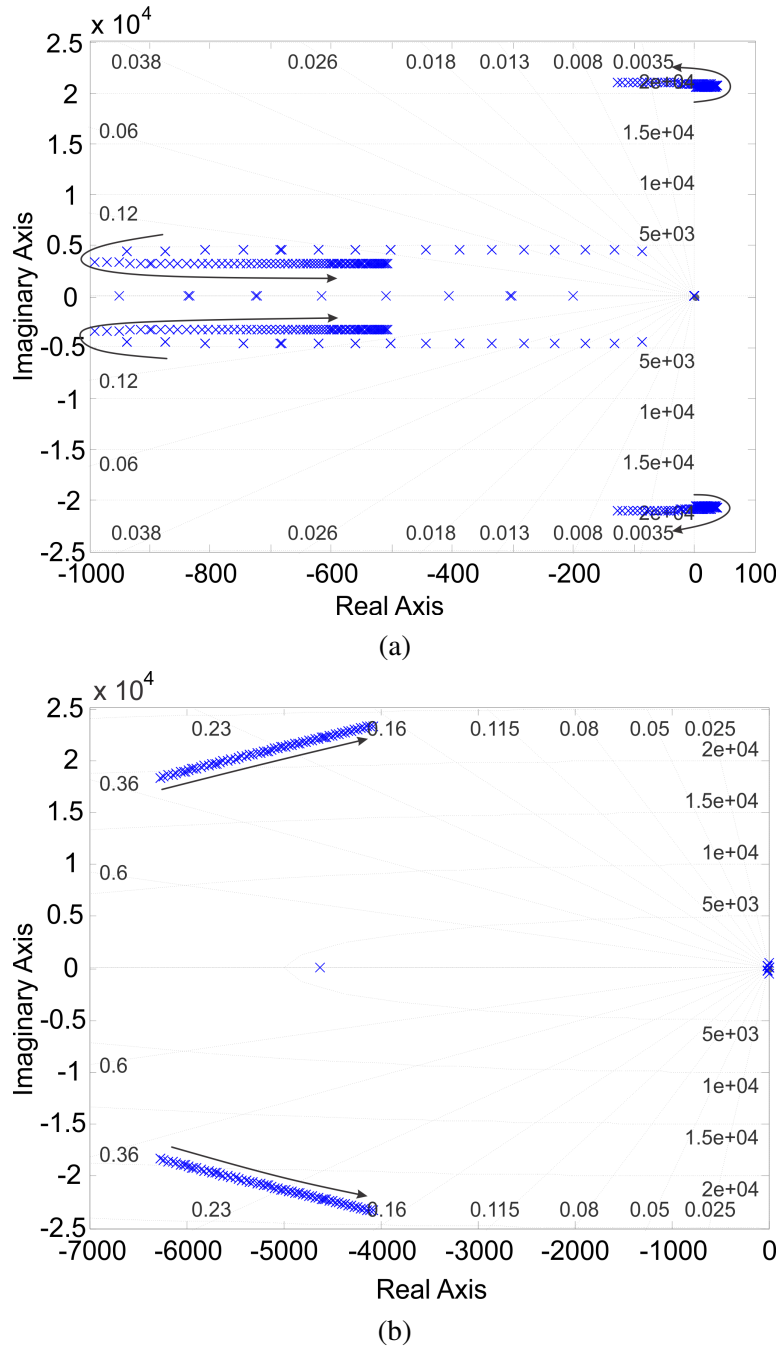 x 10^4
2.5
0.038 0.026 0.018 0.013 0.008 0.0035
2 2e+04
0.06
1.5 1.5e+04
1 1e+04
0.12
0.5 5e+03
0
-0.5
0.12 5e+03
-1 1e+04
0.06
-1.5 1.5e+04
-2 2e+04
0.038 0.026 0.018 0.013 0.008 0.0035
-2.5
Imaginary Axis
-1000 -800 -600 -400 -200 0 100
Real Axis
(a)
x 10^4
2.5
0.23 0.16 0.115 0.08 0.05 0.025
2e+04
2
0.36
1.5 1.5e+04
1 1e+04
0.6
0.5 5e+03
0
-0.5
5e+03
0.6
-1 1e+04
-1.5 1.5e+04
0.36
-2 2e+04
0.23 0.16 0.115 0.08 0.05 0.025
-2.5
Imaginary Axis
-7000 -6000 -5000 -4000 -3000 -2000 -1000 0
Real Axis
(b)